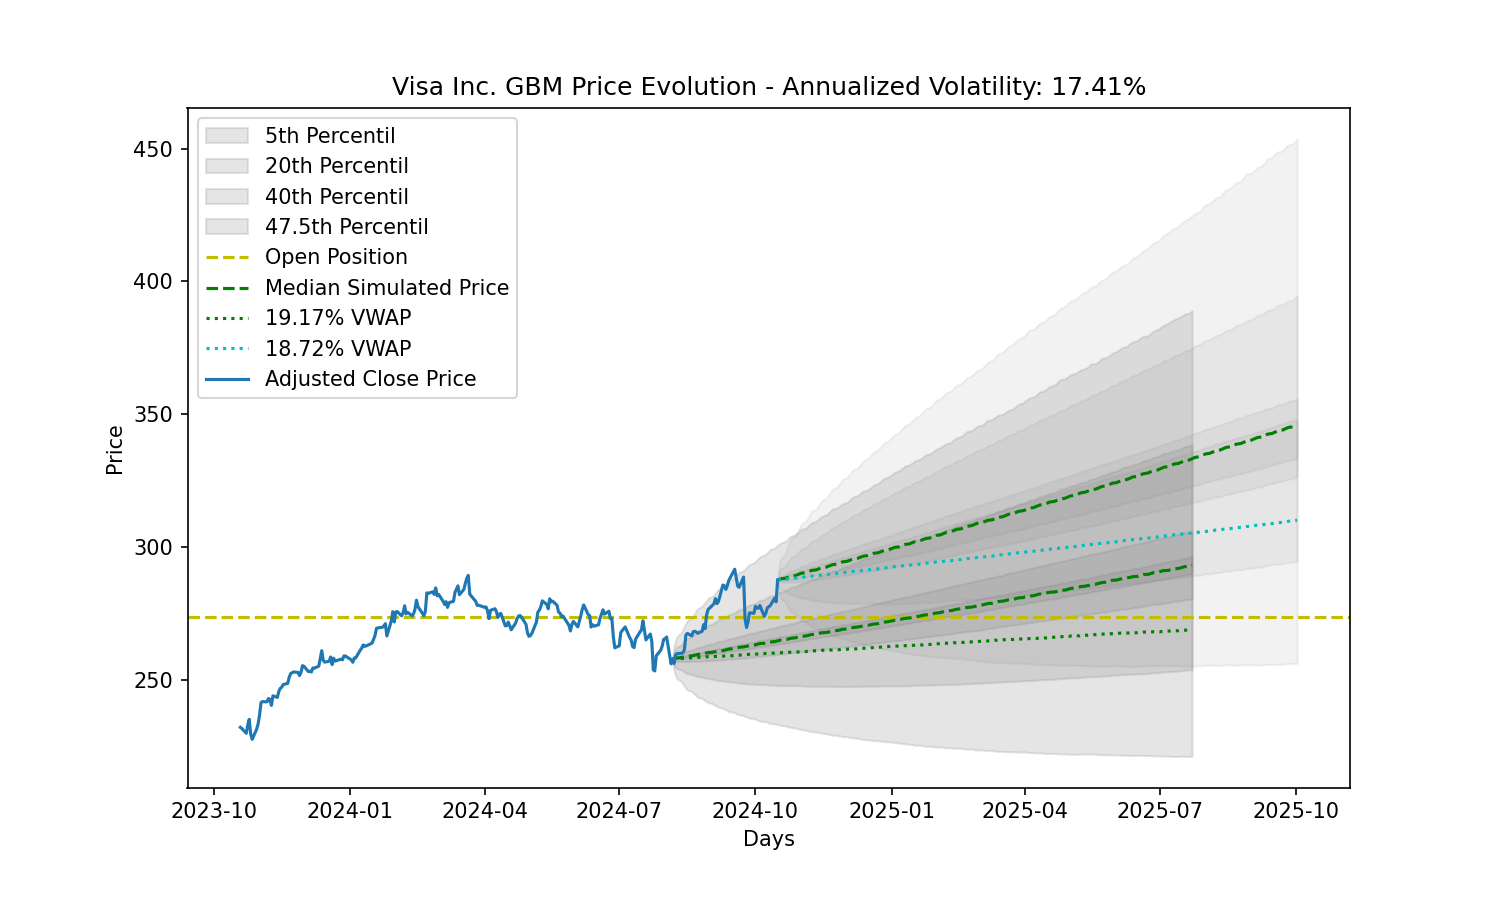 Visa Inc. GBM Price Evolution - Annualized Volatility: 17.41%
5th Percentil
20th Percentil
40th Percentil
47.5th Percentil
Open Position
Median Simulated Price
19.17% VWAP
18.72% VWAP
Adjusted Close Price
450
400
350
300
250
Price
2023-10 2024-01 2024-04 2024-07 2024-10 2025-01 2025-04 2025-07 2025-10
Days